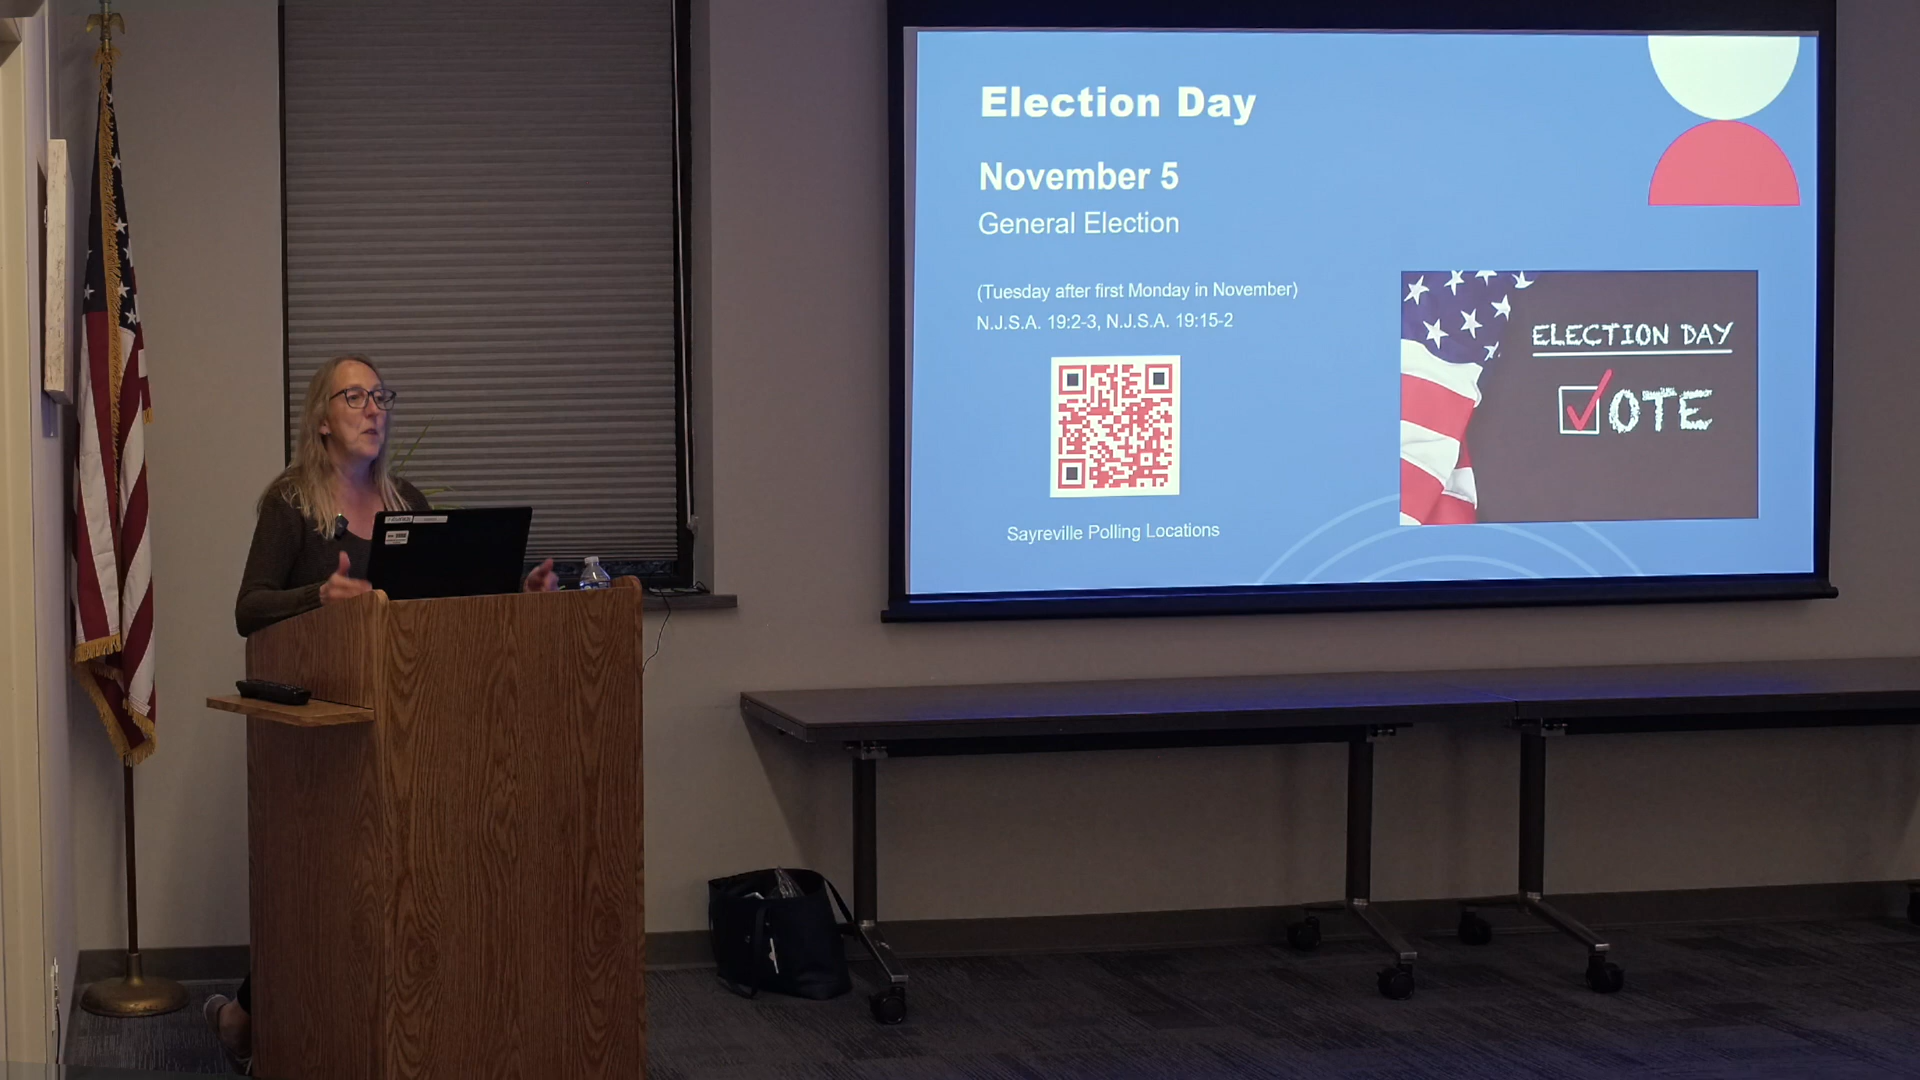 Election Day
November 5
General Election
(Tuesday after first Monday in November)
N.J.S.A. 19:2-3, N.J.S.A. 19:15-2
Sayreville Polling Locations
ELECTION DAY
VOTE